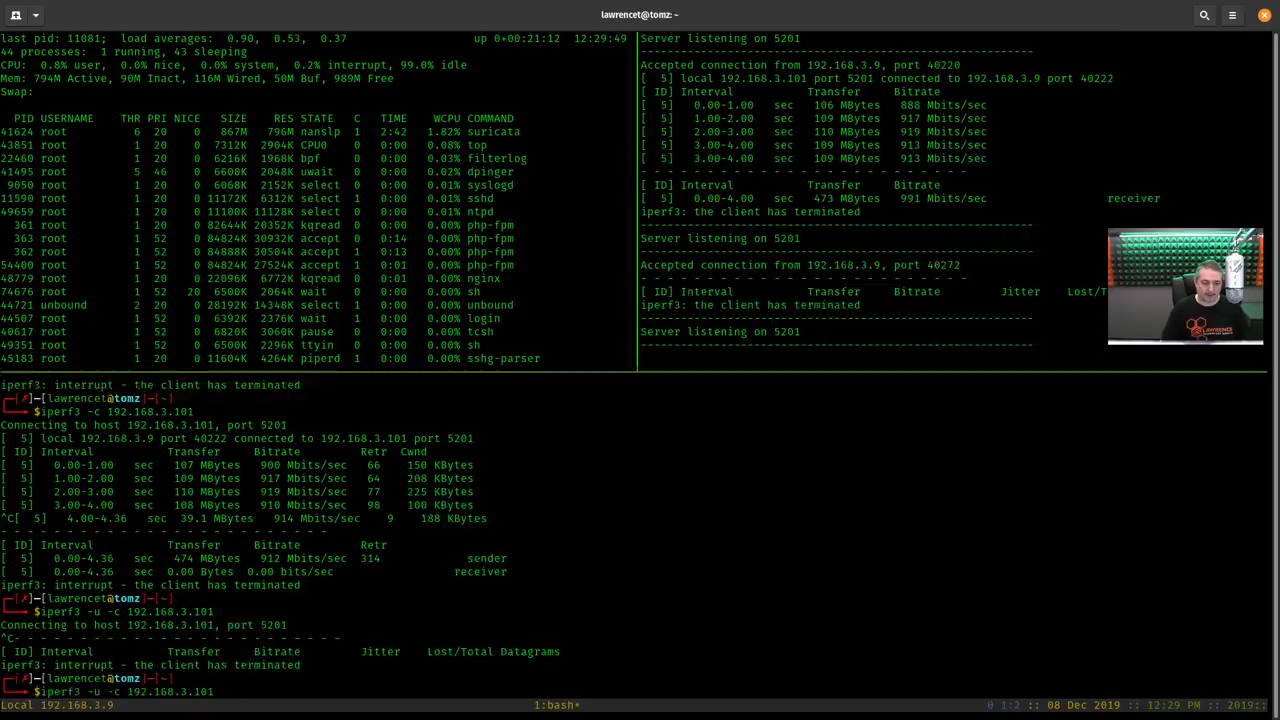 lawrencet@tomz: ~
last pid: 11081; load averages: 0.90, 0.53, 0.37 up 0+00:21:12 12:29:49
44 processes: 1 running, 43 sleeping
CPU: 0.8% user, 0.0% nice, 0.0% system, 0.2% interrupt, 99.0% idle
Mem: 794M Active, 90M Inact, 116M Wired, 50M Buf, 989M Free
Swap:
PID USERNAME THR PRI NICE SIZE RES STATE C TIME WCPU COMMAND
41624 root 6 20 0 867M 796M nanslp 1 2:42 1.82% suricata
43851 root 1 20 0 7312K 2904K CPU0 0 0:00 0.08% top
22460 root 1 20 0 6216K 1968K bpf 0 0:00 0.03% filterlog
41495 root 5 46 0 6600K 2048K uwait 0 0:00 0.02% dpinger
9050 root 1 20 0 6068K 2152K select 0 0:00 0.01% syslogd
11590 root 1 20 0 11172K 6312K select 1 0:00 0.01% sshd
49659 root 1 20 0 11100K 11128K select 0 0:00 0.01% ntpd
361 root 1 20 0 82644K 20352K kqread 0 0:00 0.00% php-fpm
363 root 1 52 0 84824K 30932K accept 0 0:14 0.00% php-fpm
362 root 1 52 0 84888K 30504K accept 1 0:13 0.00% php-fpm
54400 root 1 52 0 84824K 27524K accept 1 0:01 0.00% php-fpm
48779 root 1 20 0 22096K 6772K kqread 0 0:01 0.00% nginx
74676 root 1 52 20 6500K 2064K wait 1 0:00 0.00% sh
44721 unbound 2 20 0 28192K 14348K select 1 0:00 0.00% unbound
44507 root 1 52 0 6392K 2376K wait 1 0:00 0.00% login
40617 root 1 52 0 6820K 3060K pause 0 0:00 0.00% tcsh
49351 root 1 52 0 6500K 2296K ttyin 0 0:00 0.00% sh
45183 root 1 20 0 11604K 4264K piperd 1 0:00 0.00% sshg-parser
Server listening on 5201
-----------------------------------------------------------
Accepted connection from 192.168.3.9, port 40220
[ 5] local 192.168.3.101 port 5201 connected to 192.168.3.9 port 40222
[ ID] Interval Transfer Bitrate
[ 5] 0.00-1.00 sec 106 MBytes 888 Mbits/sec
[ 5] 1.00-2.00 sec 109 MBytes 917 Mbits/sec
[ 5] 2.00-3.00 sec 110 MBytes 919 Mbits/sec
[ 5] 3.00-4.00 sec 109 MBytes 913 Mbits/sec
[ 5] 3.00-4.00 sec 109 MBytes 913 Mbits/sec
- - - - - - - - - - - - - - - - - - - - - - - - -
[ ID] Interval Transfer Bitrate
[ 5] 0.00-4.00 sec 473 MBytes 991 Mbits/sec receiver
iperf3: the client has terminated
-----------------------------------------------------------
Server listening on 5201
-----------------------------------------------------------
Accepted connection from 192.168.3.9, port 40272
- - - - - - - - - - - - - - - - - - - - - - - - -
[ ID] Interval Transfer Bitrate Jitter Lost/T
iperf3: the client has terminated
-----------------------------------------------------------
Server listening on 5201
-----------------------------------------------------------
LAWRENCE
iperf3: interrupt - the client has terminated
┌─[✗]─[lawrencet@tomz]─[~]
└──╼ $iperf3 -c 192.168.3.101
Connecting to host 192.168.3.101, port 5201
[ 5] local 192.168.3.9 port 40222 connected to 192.168.3.101 port 5201
[ ID] Interval Transfer Bitrate Retr Cwnd
[ 5] 0.00-1.00 sec 107 MBytes 900 Mbits/sec 66 150 KBytes
[ 5] 1.00-2.00 sec 109 MBytes 917 Mbits/sec 64 208 KBytes
[ 5] 2.00-3.00 sec 110 MBytes 919 Mbits/sec 77 225 KBytes
[ 5] 3.00-4.00 sec 108 MBytes 910 Mbits/sec 98 100 KBytes
^C[ 5] 4.00-4.36 sec 39.1 MBytes 914 Mbits/sec 9 188 KBytes
- - - - - - - - - - - - - - - - - - - - - - - - -
[ ID] Interval Transfer Bitrate Retr
[ 5] 0.00-4.36 sec 474 MBytes 912 Mbits/sec 314 sender
[ 5] 0.00-4.36 sec 0.00 Bytes 0.00 bits/sec receiver
iperf3: interrupt - the client has terminated
┌─[✗]─[lawrencet@tomz]─[~]
└──╼ $iperf3 -u -c 192.168.3.101
Connecting to host 192.168.3.101, port 5201
^C- - - - - - - - - - - - - - - - - - - - - - - - -
[ ID] Interval Transfer Bitrate Jitter Lost/Total Datagrams
iperf3: interrupt - the client has terminated
┌─[✗]─[lawrencet@tomz]─[~]
└──╼ $iperf3 -u -c 192.168.3.101
Local 192.168.3.9 1:bash* 0 1:2 :: 08 Dec 2019 :: 12:29 PM :: 2019::